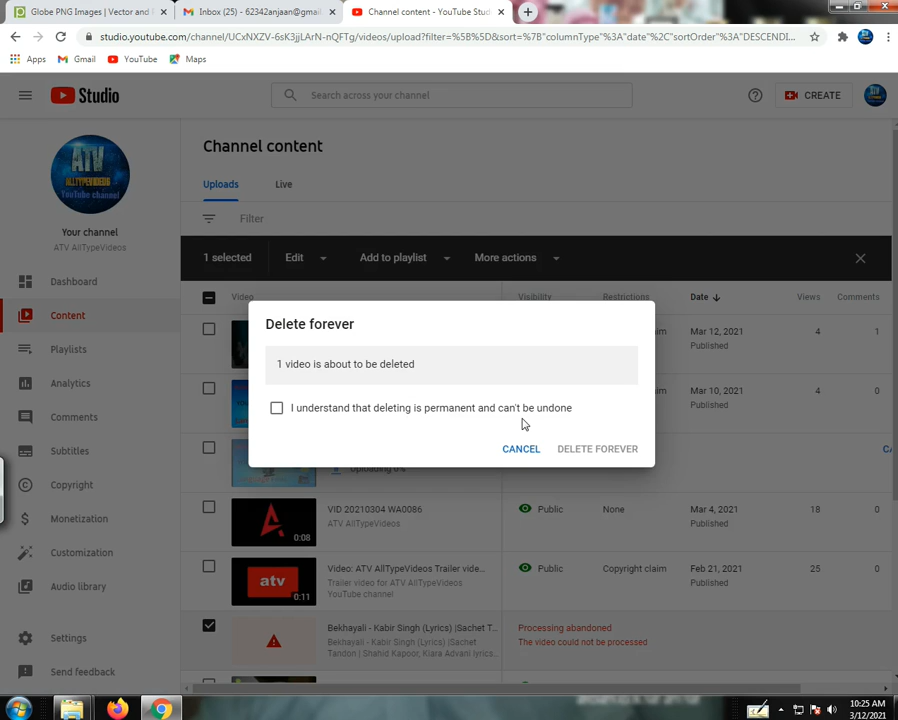 Globe PNG Images | Vector and
Inbox (25) - 62342anjaan@gmail
Channel content - YouTube Stud
studio.youtube.com/channel/UCxNXZV-6sK3jjLArN-nQFTg/videos/upload?filter=%5B%5D&sort=%7B"columnType"%3A"date"%2C"sortOrder"%3A"DESCENDI...
Apps
Gmail
YouTube
Maps
Studio
Search across your channel
CREATE
ATV
ALLTYPEVIDEOS
YouTube channel
Your channel
ATV AllTypeVideos
Dashboard
Content
Playlists
Analytics
Comments
Subtitles
Copyright
Monetization
Customization
Audio library
Settings
Send feedback
Channel content
Uploads
Live
Filter
1 selected
Edit
Add to playlist
More actions
Video
Visibility
Restrictions
Date
Views
Comments
Mar 12, 2021
Published
4
1
Mar 10, 2021
Published
4
0
Delete forever
1 video is about to be deleted
I understand that deleting is permanent and can't be undone
CANCEL
DELETE FOREVER
Uploading 0%
VID 20210304 WA0086
ATV AllTypeVideos
0:08
Public
None
Mar 4, 2021
Published
18
0
atv
0:11
Video: ATV AllTypeVideos Trailer vide...
Trailer video for ATV AllTypeVideos
YouTube channel
Public
Copyright claim
Feb 21, 2021
Published
25
0
Bekhayali - Kabir Singh (Lyrics) |Sachet T...
Bekhayali - Kabir Singh (Lyrics) |Sachet
Tandon | Shahid Kapoor, Kiara Advani lyrics...
Processing abandoned
The video could not be processed
10:25 AM
3/12/2021